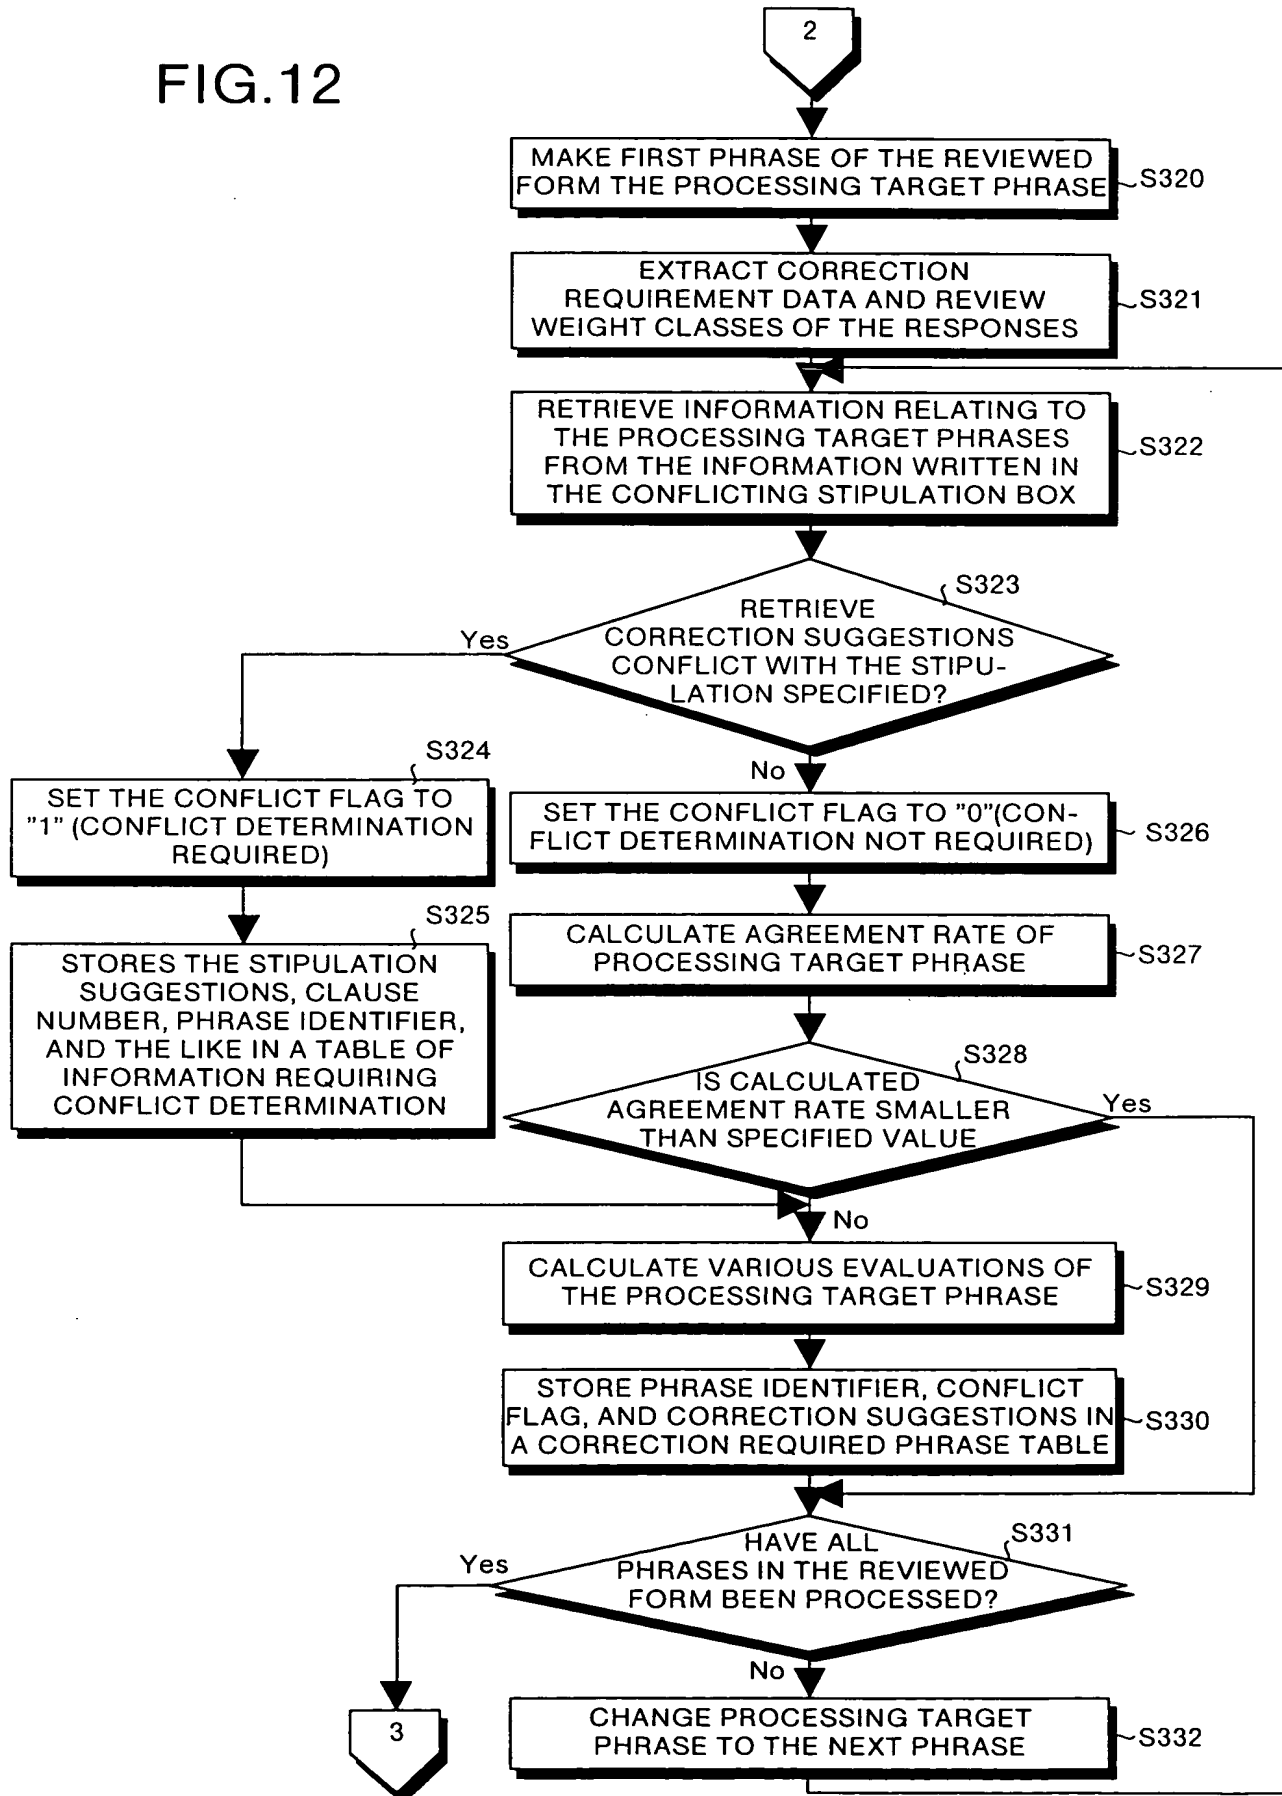 FIG.12
2
MAKE FIRST PHRASE OF THE REVIEWED
FORM THE PROCESSING TARGET PHRASE
S320
EXTRACT CORRECTION
REQUIREMENT DATA AND REVIEW
WEIGHT CLASSES OF THE RESPONSES
S321
RETRIEVE INFORMATION RELATING TO
THE PROCESSING TARGET PHRASES
FROM THE INFORMATION WRITTEN IN
THE CONFLICTING STIPULATION BOX
S322
S323
RETRIEVE
CORRECTION SUGGESTIONS
CONFLICT WITH THE STIPU-
LATION SPECIFIED?
Yes
No
S324
SET THE CONFLICT FLAG TO
"1" (CONFLICT DETERMINATION
REQUIRED)
SET THE CONFLICT FLAG TO "0"(CON-
FLICT DETERMINATION NOT REQUIRED)
S326
S325
STORES THE STIPULATION
SUGGESTIONS, CLAUSE
NUMBER, PHRASE IDENTIFIER,
AND THE LIKE IN A TABLE OF
INFORMATION REQUIRING
CONFLICT DETERMINATION
CALCULATE AGREEMENT RATE OF
PROCESSING TARGET PHRASE
S327
S328
IS CALCULATED
AGREEMENT RATE SMALLER
THAN SPECIFIED VALUE
Yes
No
CALCULATE VARIOUS EVALUATIONS OF
THE PROCESSING TARGET PHRASE
S329
STORE PHRASE IDENTIFIER, CONFLICT
FLAG, AND CORRECTION SUGGESTIONS IN
A CORRECTION REQUIRED PHRASE TABLE
S330
S331
HAVE ALL
PHRASES IN THE REVIEWED
FORM BEEN PROCESSED?
Yes
No
3
CHANGE PROCESSING TARGET
PHRASE TO THE NEXT PHRASE
S332